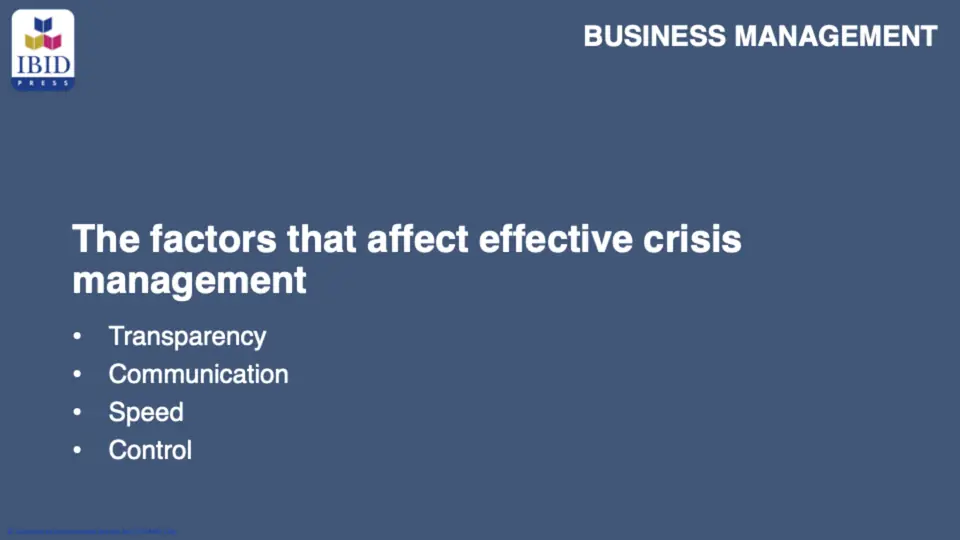 IBID
PRESS
BUSINESS MANAGEMENT
The factors that affect effective crisis
management
• Transparency
• Communication
• Speed
• Control